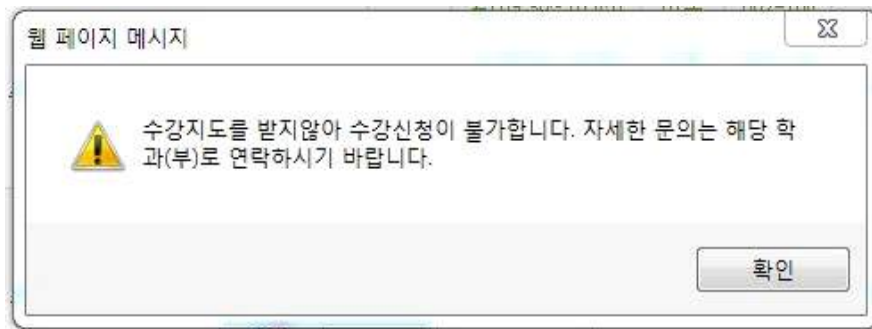 웹 페이지 메시지
수강지도를 받지않아 수강신청이 불가합니다. 자세한 문의는 해당 학
과(부)로 연락하시기 바랍니다.
확인